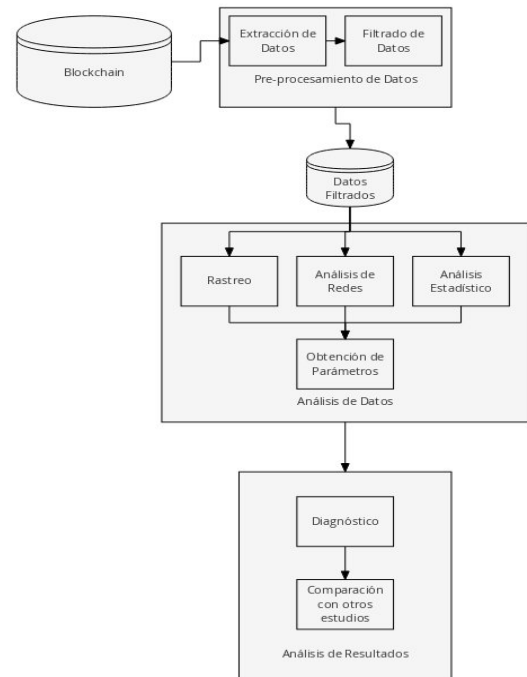 Blockchain
Extracción de
Datos
Filtrado de
Datos
Pre-procesamiento de Datos
Datos
Filtrados
Rastreo
Análisis de
Redes
Análisis
Estadístico
Obtención de
Parámetros
Análisis de Datos
Diagnóstico
Comparación
con otros
estudios
Análisis de Resultados